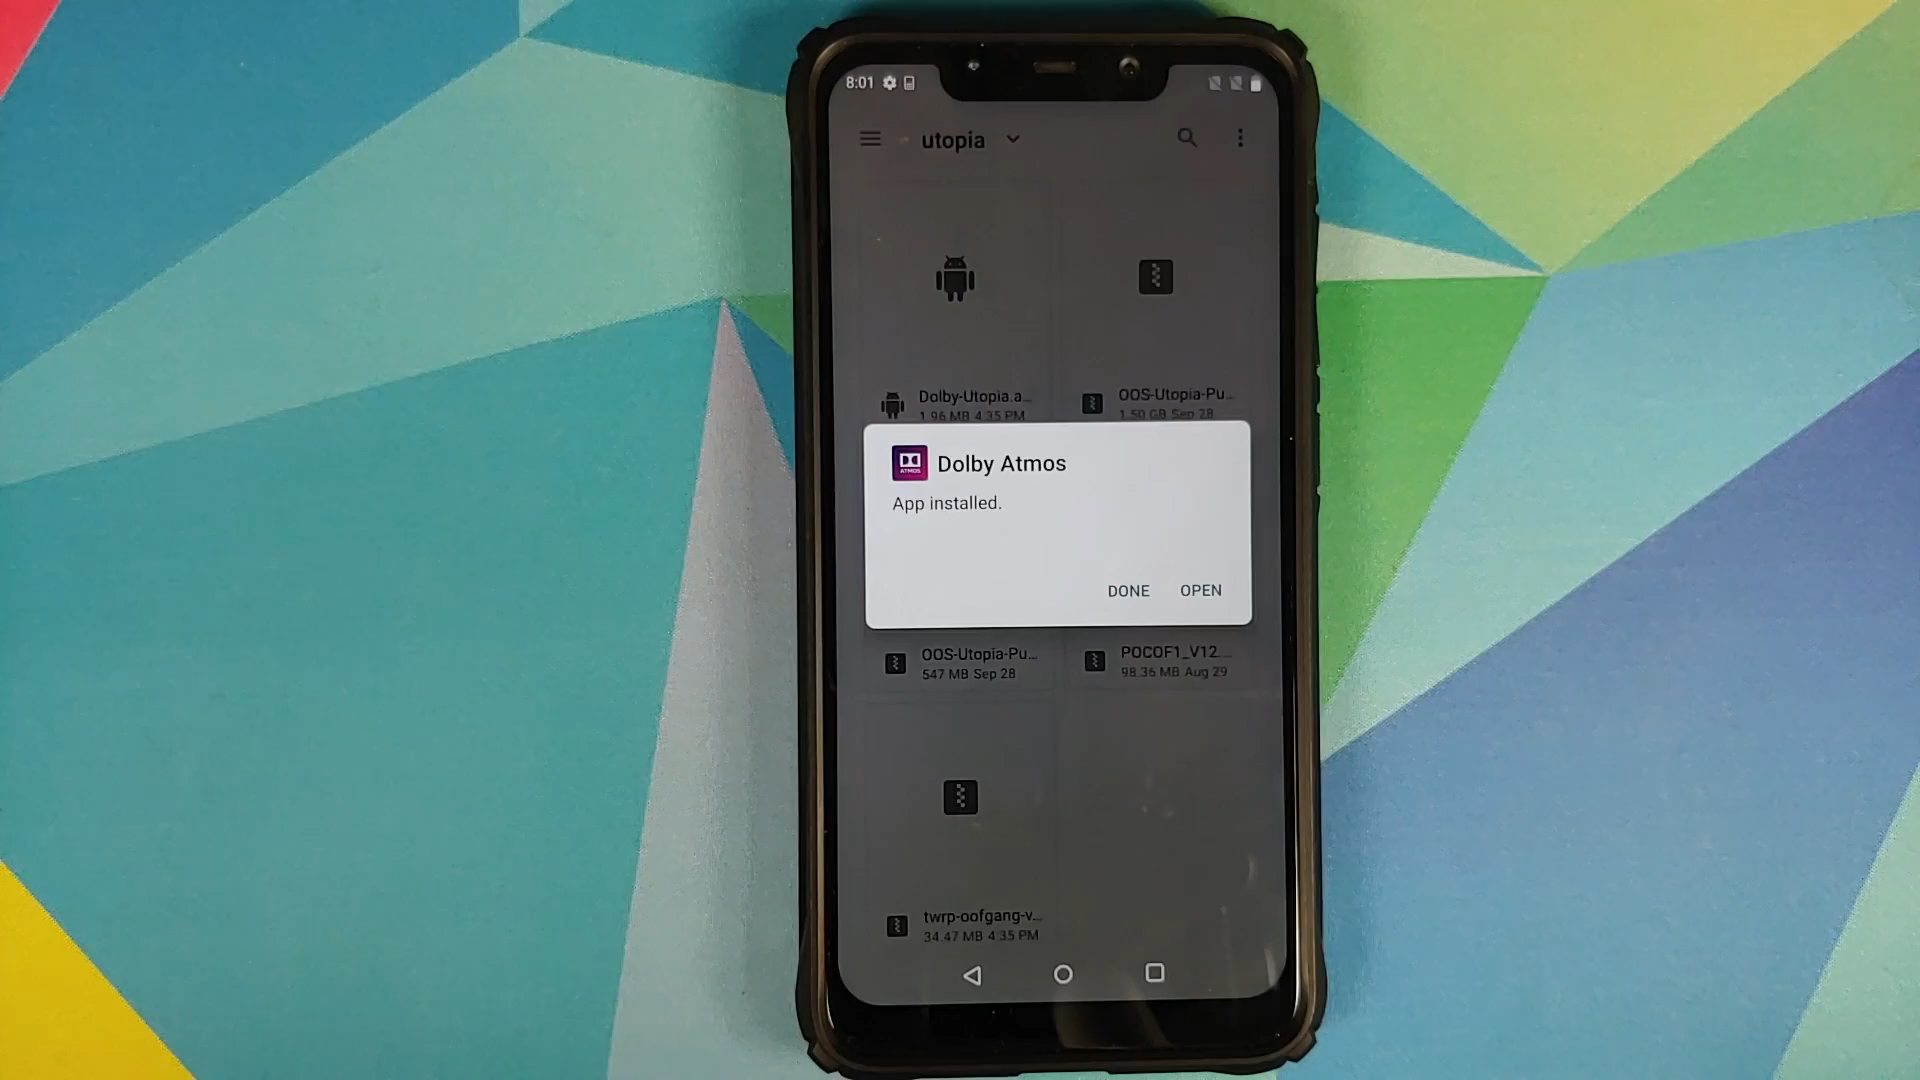 8:01
utopia
Dolby-Utopia.a...
1.96 MB 4:35 PM
OOS-Utopia-Pu...
1.50 GB Sep 28
ATMOS
Dolby Atmos
App installed.
DONE
OPEN
OOS-Utopia-Pu...
547 MB Sep 28
POCOF1_V12....
98.36 MB Aug 29
twrp-oofgang-v...
34.47 MB 4:35 PM